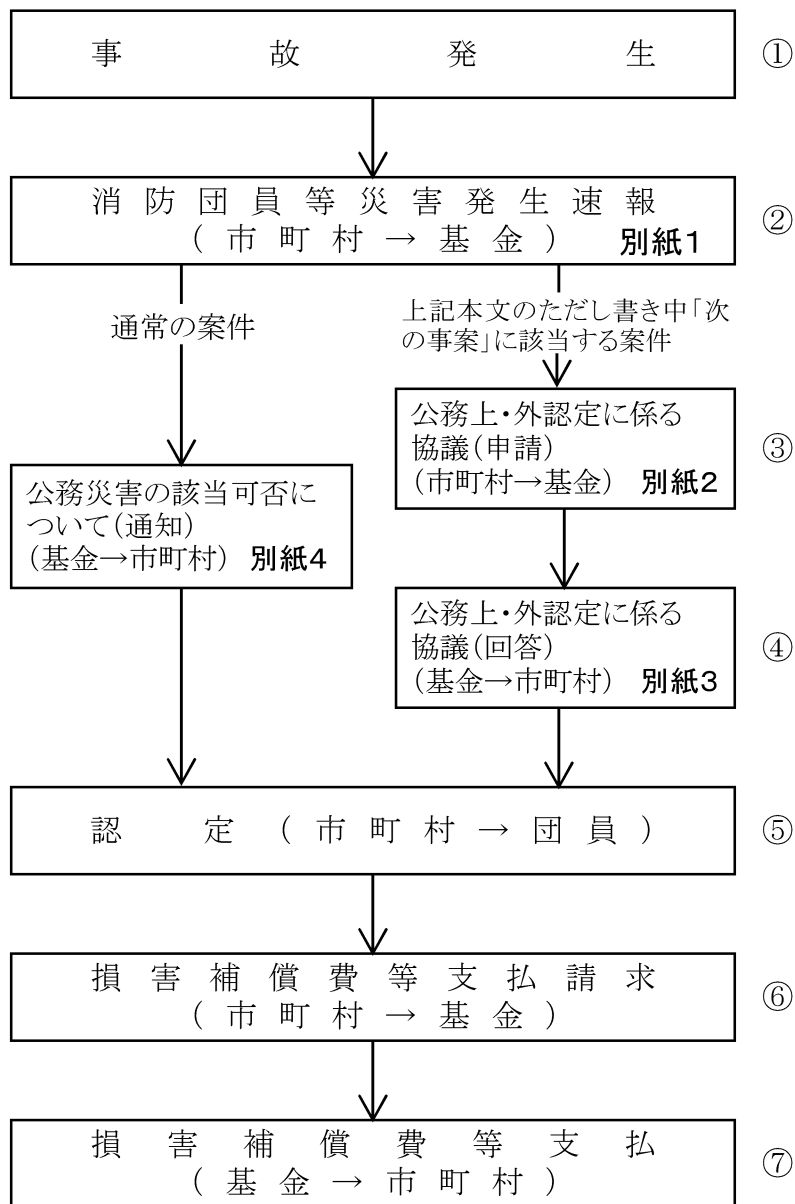 事故発生 ①
消防団員等災害発生速報
(市町村→基金) 別紙1 ②
通常の案件
上記本文のただし書き中「次
の事案」に該当する案件
公務上・外認定に係る
協議(申請)
(市町村→基金) 別紙2 ③
公務災害の該当可否に
ついて(通知)
(基金→市町村) 別紙4
公務上・外認定に係る
協議(回答)
(基金→市町村) 別紙3 ④
認定(市町村→団員) ⑤
損害補償費等支払請求
(市町村→基金) ⑥
損害補償費等支払
(基金→市町村) ⑦